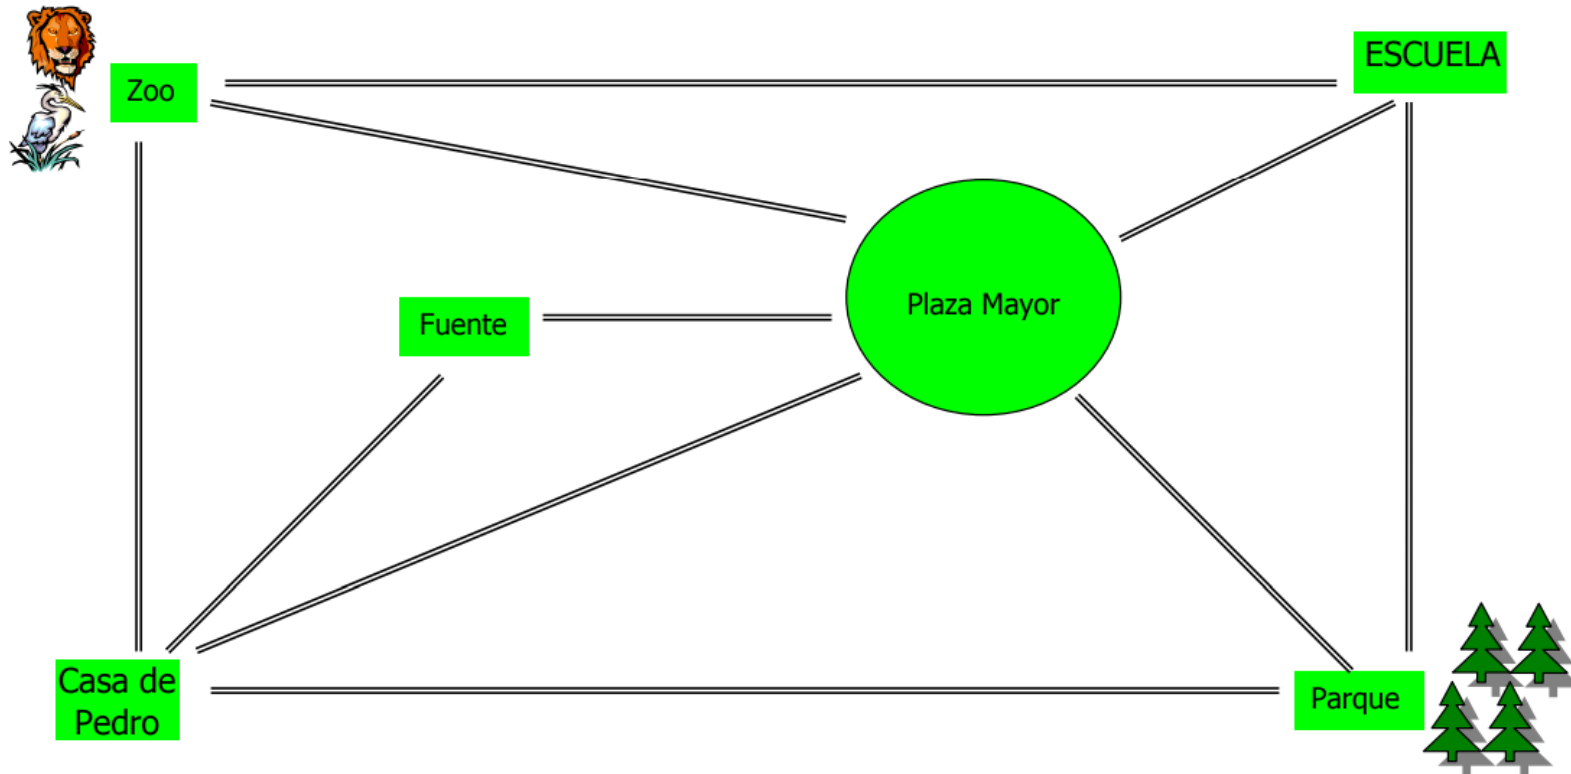 ESCUELA
Zoo
Plaza Mayor
Fuente
Casa de
Pedro
Parque